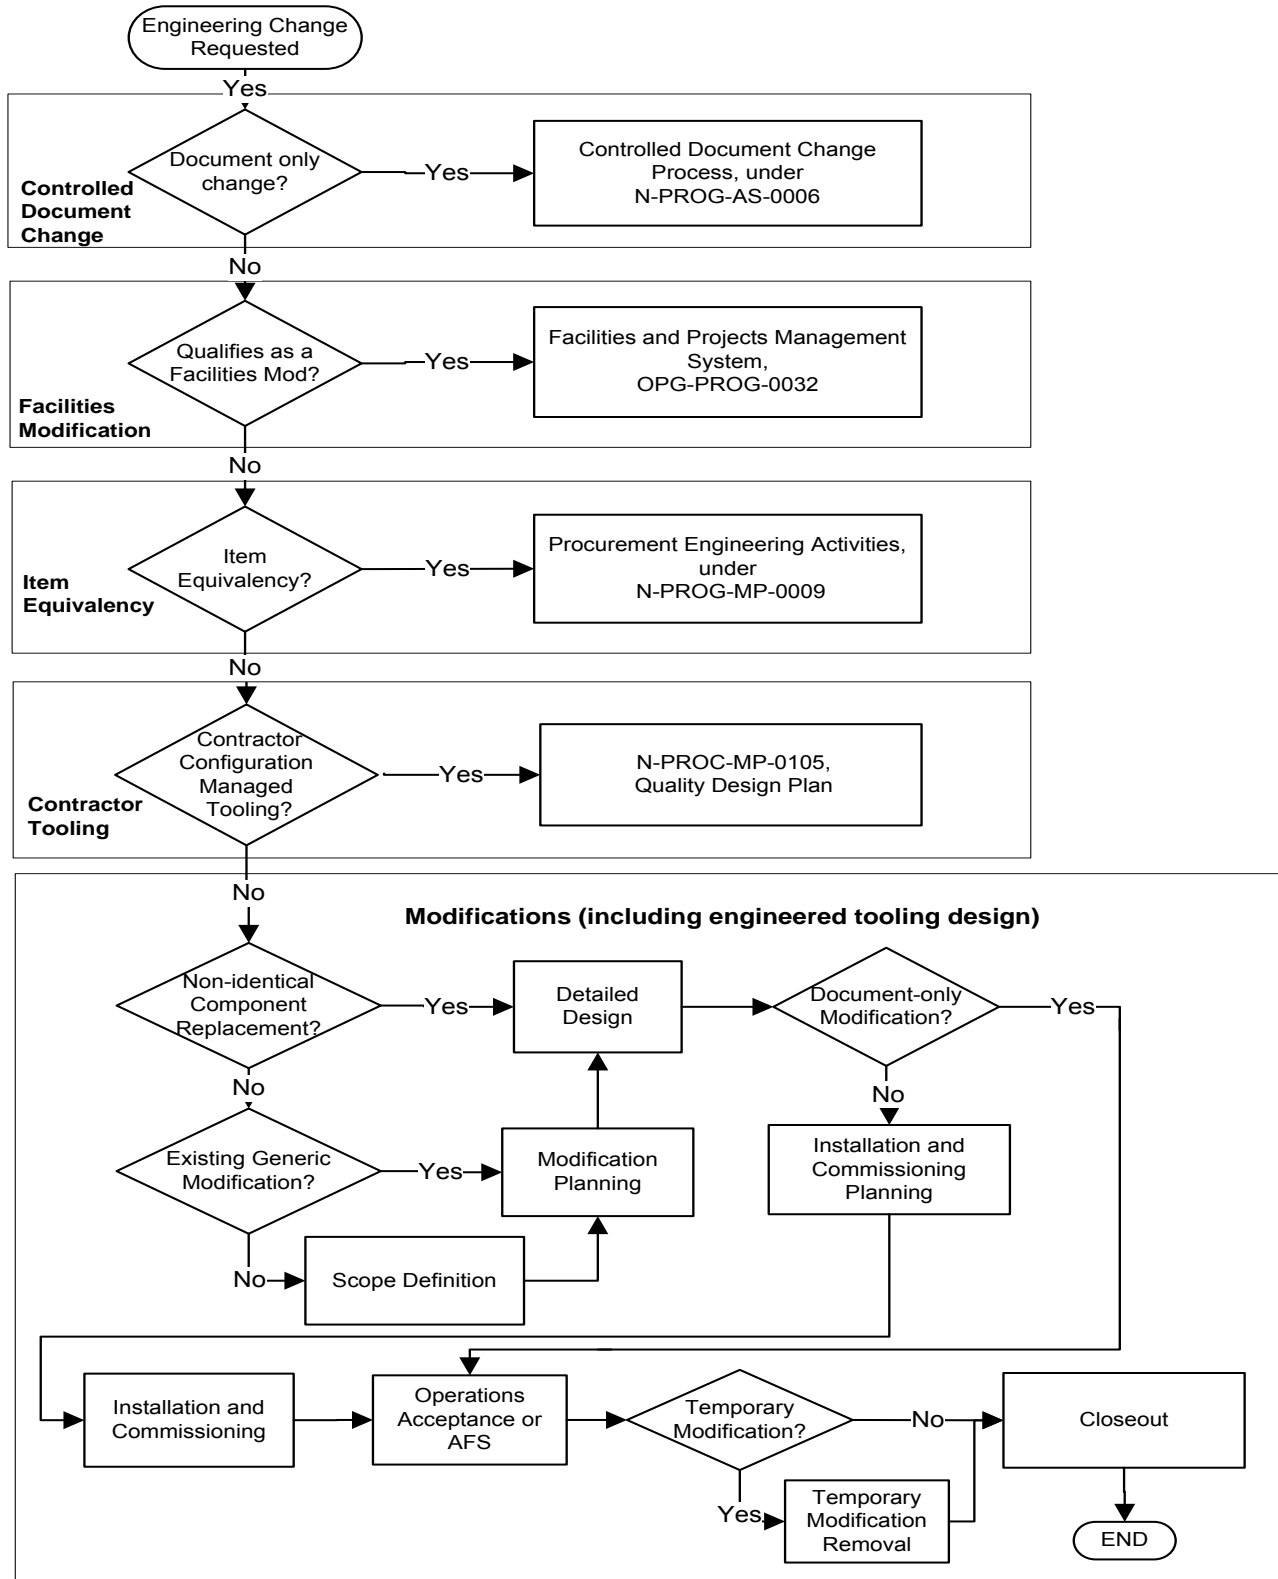 Engineering Change
Requested
Yes
Document only
change?
Yes
Controlled Document Change
Process, under
N-PROG-AS-0006
Controlled
Document
Change
No
Qualifies as a
Facilities Mod?
Yes
Facilities and Projects Management
System,
OPG-PROG-0032
Facilities
Modification
No
Item
Equivalency?
Yes
Procurement Engineering Activities,
under
N-PROG-MP-0009
Item
Equivalency
No
Contractor
Configuration
Managed
Tooling?
Yes
N-PROC-MP-0105,
Quality Design Plan
Contractor
Tooling
No
Modifications (including engineered tooling design)
Non-identical
Component
Replacement?
Yes
Detailed
Design
Document-only
Modification?
Yes
No
No
Existing Generic
Modification?
Yes
Modification
Planning
Installation and
Commissioning
Planning
No
Scope Definition
Installation and
Commissioning
Operations
Acceptance or
AFS
Temporary
Modification?
No
Closeout
Yes
Temporary
Modification
Removal
END